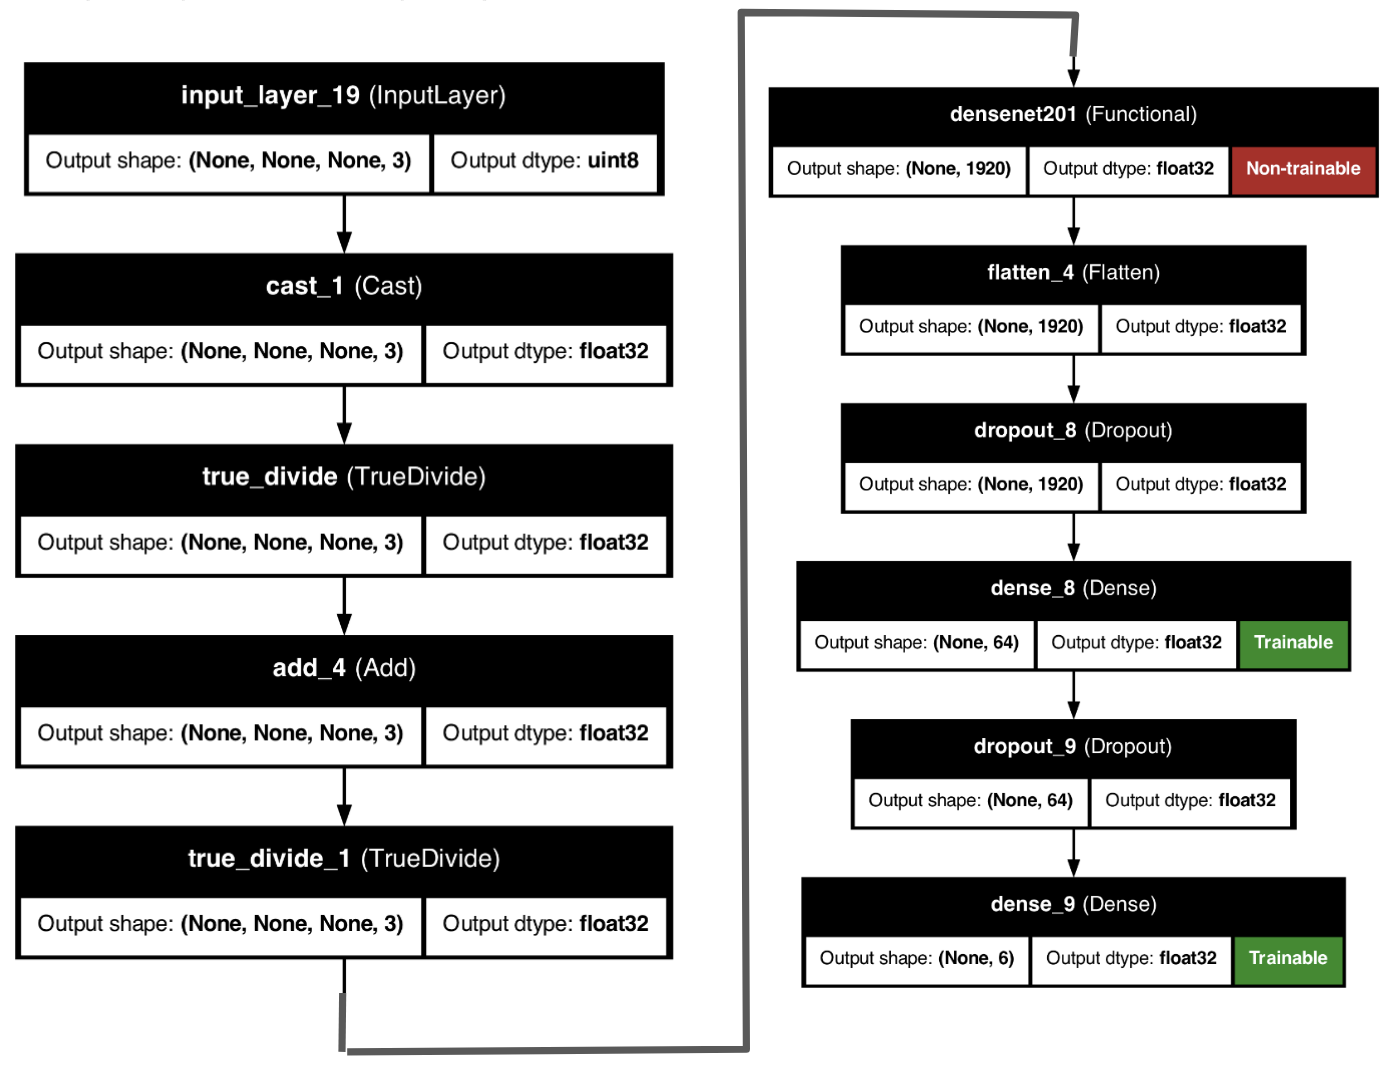 input_layer_19 (InputLayer)
Output shape: (None, None, None, 3) Output dtype: uint8
cast_1 (Cast)
Output shape: (None, None, None, 3) Output dtype: float32
true_divide (TrueDivide)
Output shape: (None, None, None, 3) Output dtype: float32
add_4 (Add)
Output shape: (None, None, None, 3) Output dtype: float32
true_divide_1 (TrueDivide)
Output shape: (None, None, None, 3) Output dtype: float32
densenet201 (Functional)
Output shape: (None, 1920) Output dtype: float32 Non-trainable
flatten_4 (Flatten)
Output shape: (None, 1920) Output dtype: float32
dropout_8 (Dropout)
Output shape: (None, 1920) Output dtype: float32
dense_8 (Dense)
Output shape: (None, 64) Output dtype: float32 Trainable
dropout_9 (Dropout)
Output shape: (None, 64) Output dtype: float32
dense_9 (Dense)
Output shape: (None, 6) Output dtype: float32 Trainable